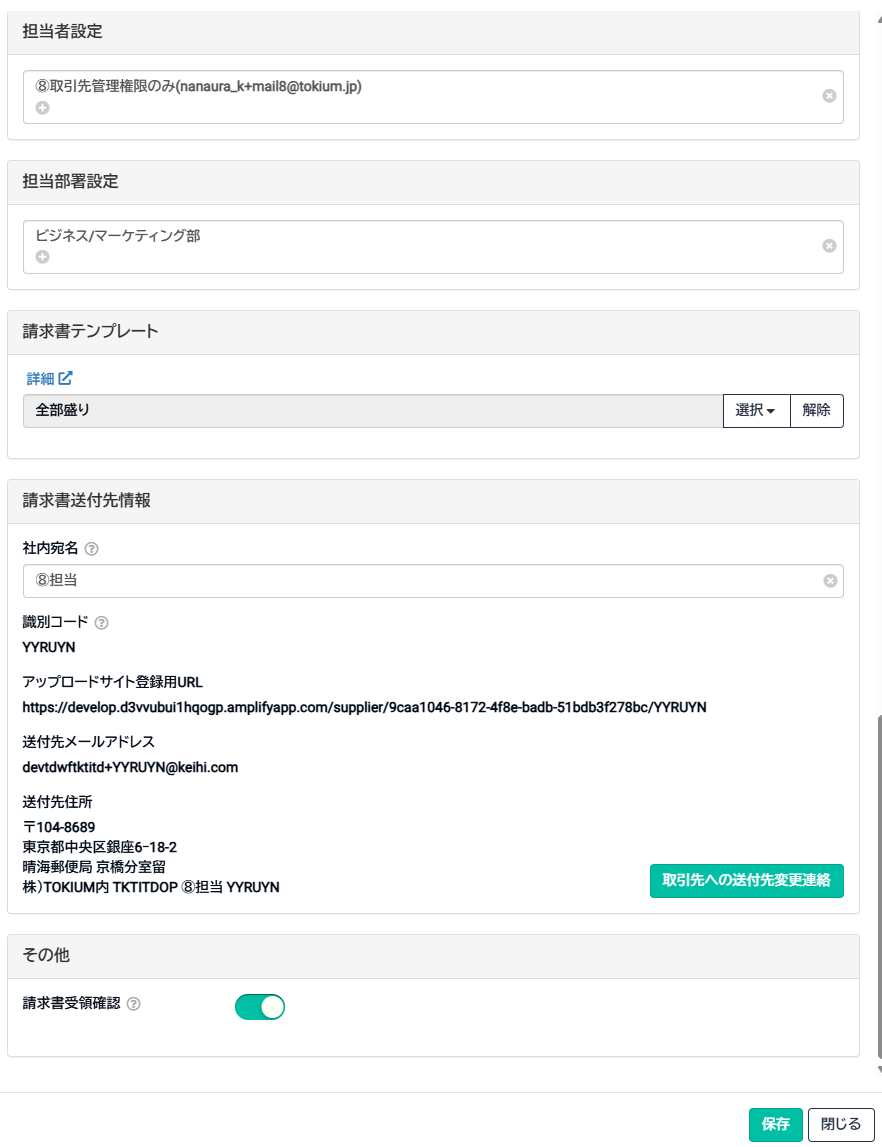 担当者設定
⑧取引先管理権限のみ(nanaura_k+mail8@tokium.jp)
担当部署設定
ビジネス/マーケティング部
請求書テンプレート
詳細
全部盛り
選択
解除
請求書送付先情報
社内宛名
⑧担当
識別コード
YYRUYN
アップロードサイト登録用URL
https://develop.d3vvubui1hqogp.amplifyapp.com/supplier/9caa1046-8172-4f8e-badb-51bdb3f278bc/YYRUYN
送付先メールアドレス
devtdwftktitd+YYRUYN@keihi.com
送付先住所
〒104-8689
東京都中央区銀座6−18-2
晴海郵便局 京橋分室留
株)TOKIUM内 TKTITDOP ⑧担当 YYRUYN
取引先への送付先変更連絡
その他
請求書受領確認
保存
閉じる